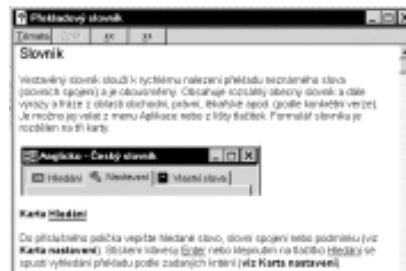 Překladový slovník
Témata Zpět << >>
Slovník
Vestavěný slovník slouží k rychlému nalezení překladu neznámého slova
(slovních spojení) a je obousměrný. Obsahuje rozsáhlý obecný slovník a dále
výrazy a fráze z oblasti obchodní, právní, lékařské apod. (podle konkrétní verze).
Je možno jej volat z menu Aplikace nebo z lišty tlačítek. Formulář slovníku je
rozdělen na tři karty.
Anglicko - Český slovník
Hledání Nastavení Vlastní slova
Karta Hledání
Do příslušného políčka vepište hledané slovo, slovní spojení nebo podmínku (viz
Karta nastavení). Stiskem klávesy Enter nebo klepnutím na tlačítko Hledání se
spustí vyhledání překladu podle zadaných kritérií (viz Karta nastavení).